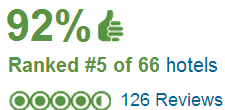 92%
Ranked #5 of 66 hotels
126 Reviews